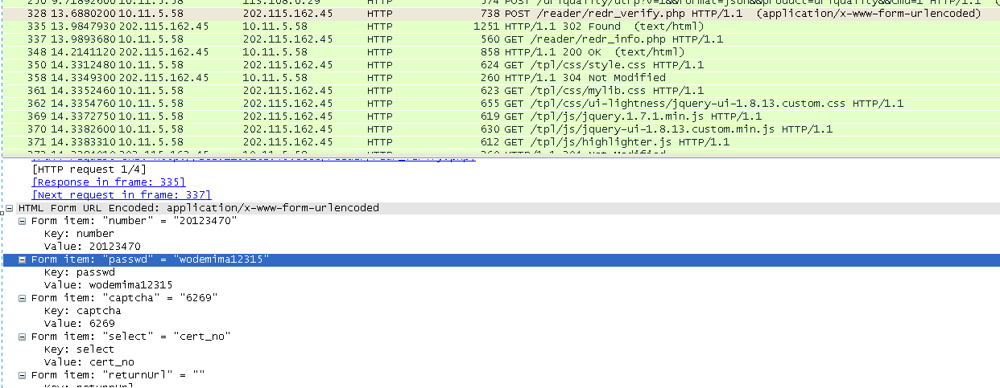 328 13.6880200 10.11.5.58 202.115.162.45 HTTP 738 POST /reader/redr_verify.php HTTP/1.1 (application/x-www-form-urlencoded)
335 13.9847930 202.115.162.45 10.11.5.58 HTTP 1251 HTTP/1.1 302 Found (text/html)
337 13.9893680 10.11.5.58 202.115.162.45 HTTP 560 GET /reader/redr_info.php HTTP/1.1
348 14.2141120 202.115.162.45 10.11.5.58 HTTP 858 HTTP/1.1 200 OK (text/html)
350 14.3312480 10.11.5.58 202.115.162.45 HTTP 624 GET /tpl/css/style.css HTTP/1.1
358 14.3349300 202.115.162.45 10.11.5.58 HTTP 260 HTTP/1.1 304 Not Modified
361 14.3352460 10.11.5.58 202.115.162.45 HTTP 623 GET /tpl/css/mylib.css HTTP/1.1
362 14.3354760 10.11.5.58 202.115.162.45 HTTP 655 GET /tpl/css/ui-lightness/jquery-ui-1.8.13.custom.css HTTP/1.1
369 14.3372750 10.11.5.58 202.115.162.45 HTTP 619 GET /tpl/js/jquery.1.7.1.min.js HTTP/1.1
370 14.3382600 10.11.5.58 202.115.162.45 HTTP 630 GET /tpl/js/jquery-ui-1.8.13.custom.min.js HTTP/1.1
371 14.3383310 10.11.5.58 202.115.162.45 HTTP 612 GET /tpl/js/highlighter.js HTTP/1.1
[HTTP request 1/4]
[Response in frame: 335]
[Next request in frame: 337]
HTML Form URL Encoded: application/x-www-form-urlencoded
Form item: "number" = "20123470"
Key: number
Value: 20123470
Form item: "passwd" = "wodemima12315"
Key: passwd
Value: wodemima12315
Form item: "captcha" = "6269"
Key: captcha
Value: 6269
Form item: "select" = "cert_no"
Key: select
Value: cert_no
Form item: "returnUrl" = ""